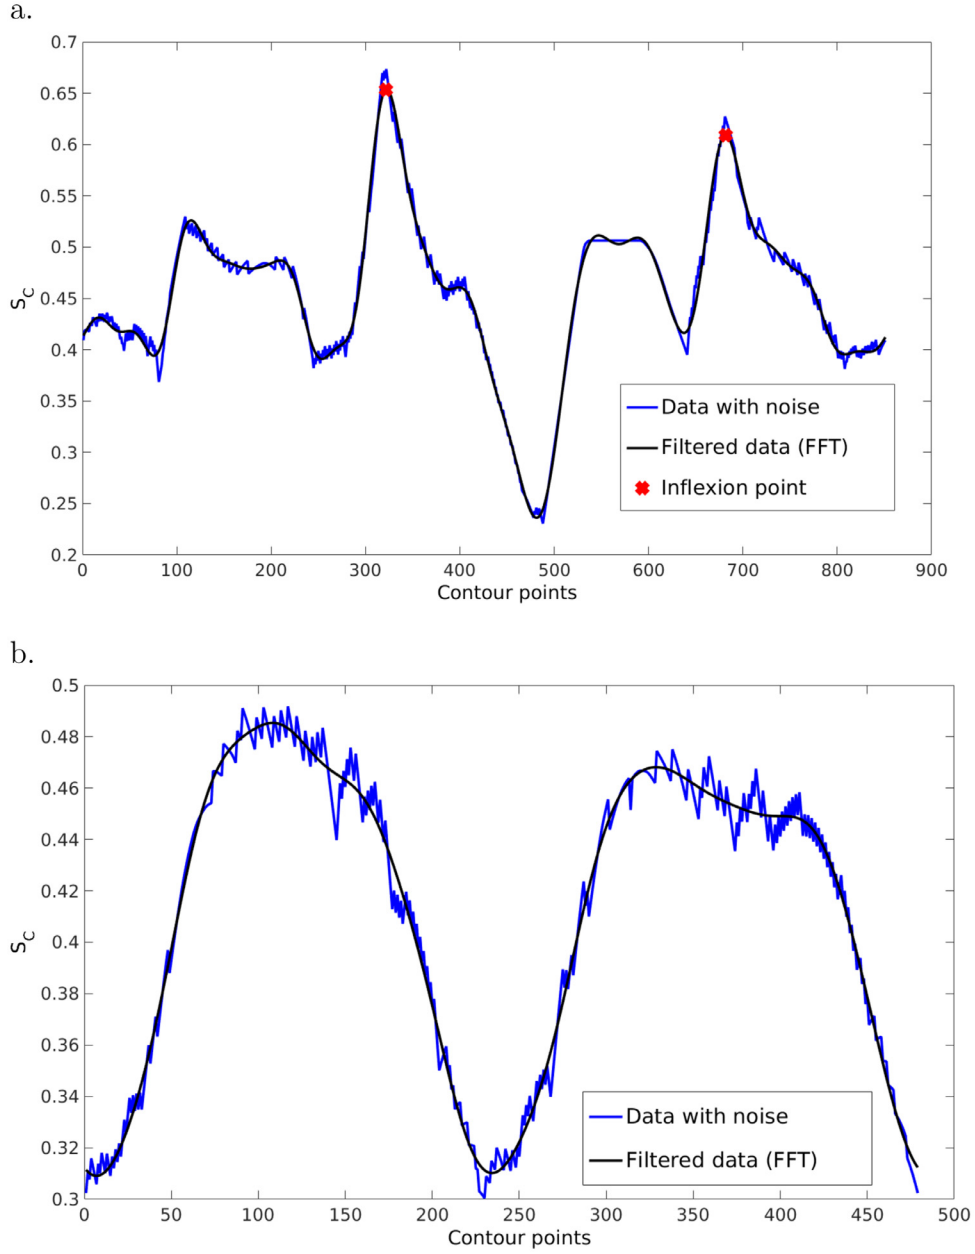 a.
0.7
0.65
0.6
0.55
0.5
0.45
0.4
0.35
0.3
0.25
0.2
S_C
0 100 200 300 400 500 600 700 800 900
Contour points
Data with noise
Filtered data (FFT)
Inflexion point
b.
0.5
0.48
0.46
0.44
0.42
0.4
0.38
0.36
0.34
0.32
0.3
S_C
0 50 100 150 200 250 300 350 400 450 500
Contour points
Data with noise
Filtered data (FFT)